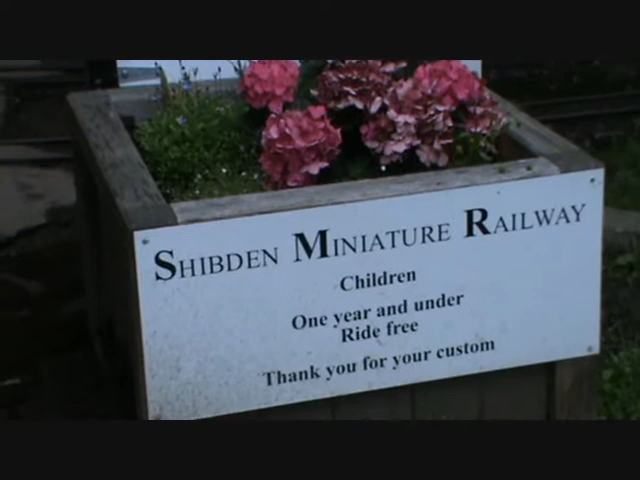 SHIBDEN MINIATURE RAILWAY
Children
One year and under
Ride free
Thank you for your custom